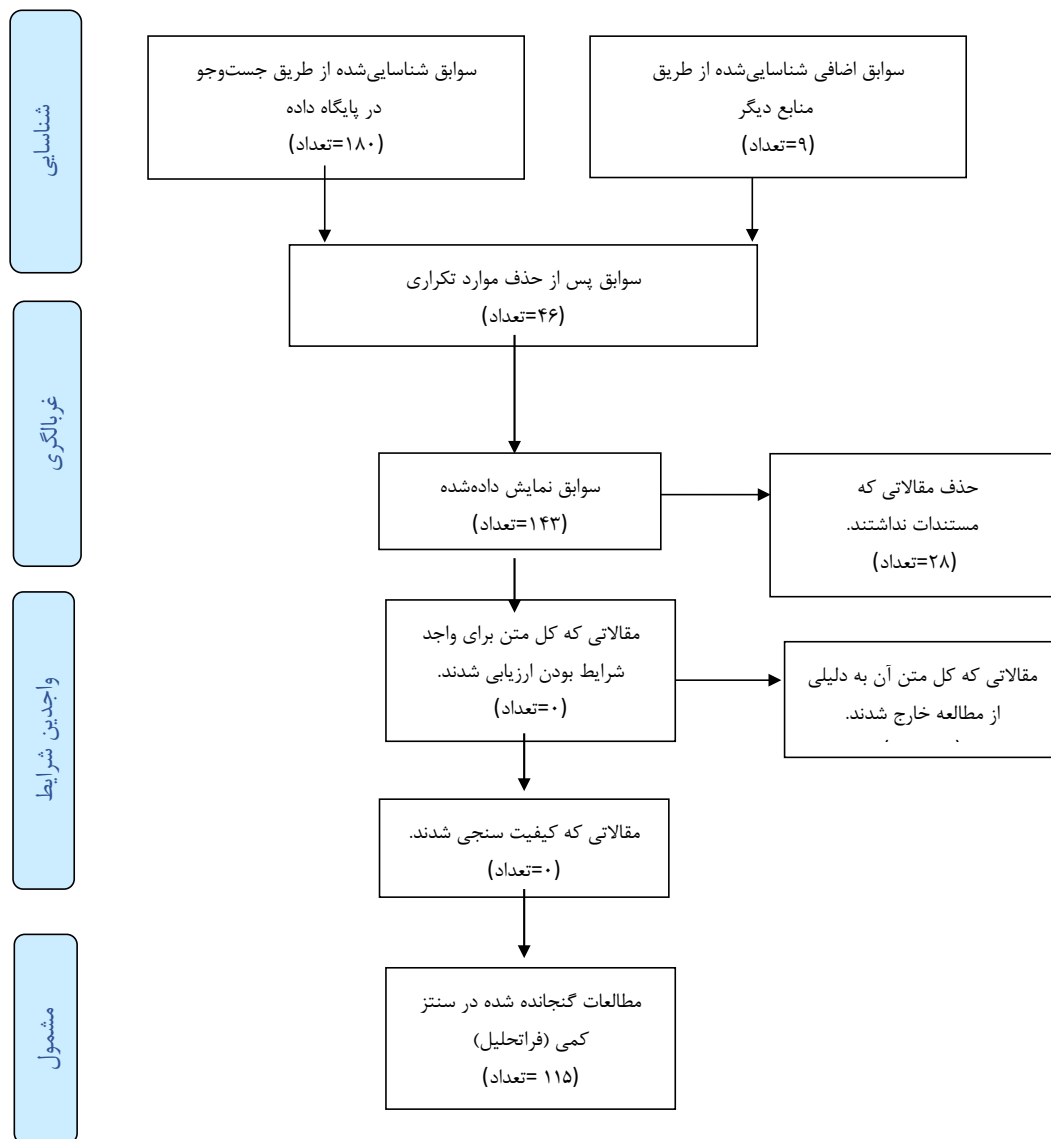 شناسایی
سوابق اضافی شناسایی‌شده از طریق
منابع دیگر
(تعداد=۹)
سوابق شناسایی‌شده از طریق جست‌وجو
در پایگاه داده
(تعداد=۱۸۰)
سوابق پس از حذف موارد تکراری
(تعداد=۴۶)
غربالگری
سوابق نمایش داده‌شده
(تعداد=۱۴۳)
حذف مقالاتی که
مستندات نداشتند.
(تعداد=۲۸)
واجدین شرایط
مقالاتی که کل متن برای واجد
شرایط بودن ارزیابی شدند.
(تعداد=۰)
مقالاتی که کل متن آن به دلیلی
از مطالعه خارج شدند.
مقالاتی که کیفیت سنجی شدند.
(تعداد=۰)
مشمول
مطالعات گنجانده شده در سنتز
کمی (فراتحلیل)
(تعداد= ۱۱۵)